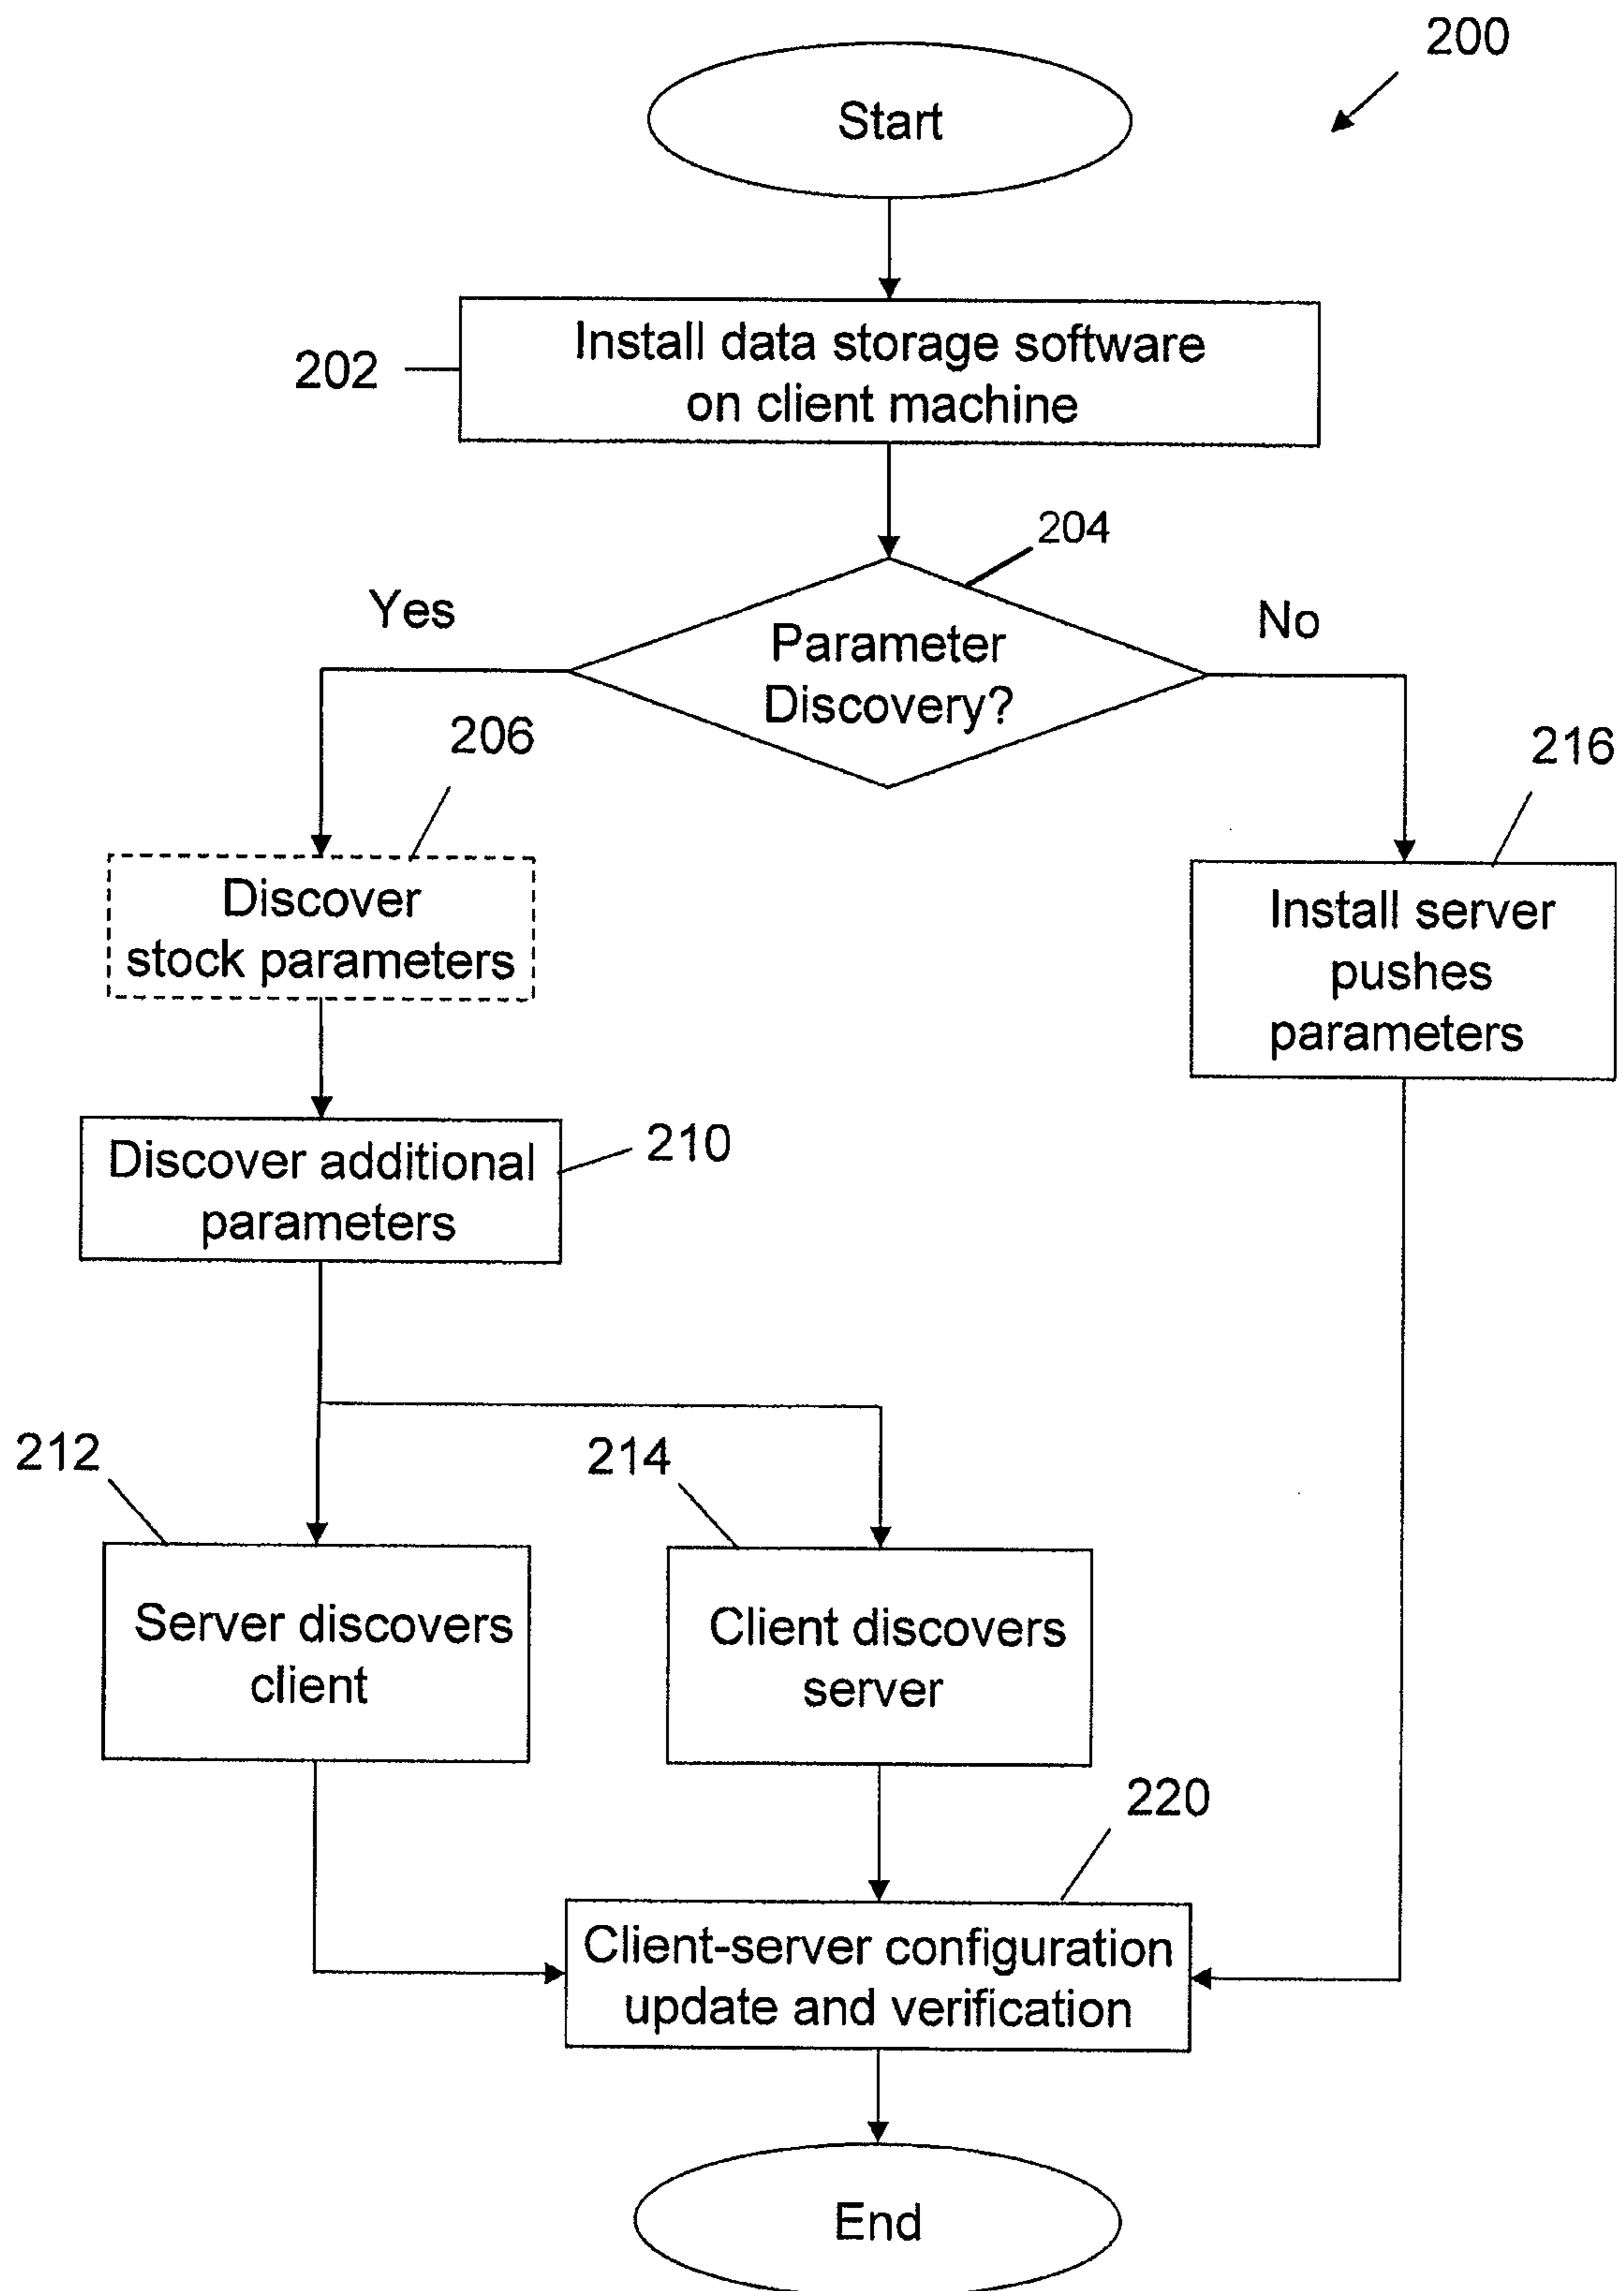 200
Start
202
Install data storage software
on client machine
204
Yes
No
Parameter
Discovery?
206
216
Discover
stock parameters
Install server
pushes
parameters
210
Discover additional
parameters
212
214
Server discovers
client
Client discovers
server
220
Client-server configuration
update and verification
End